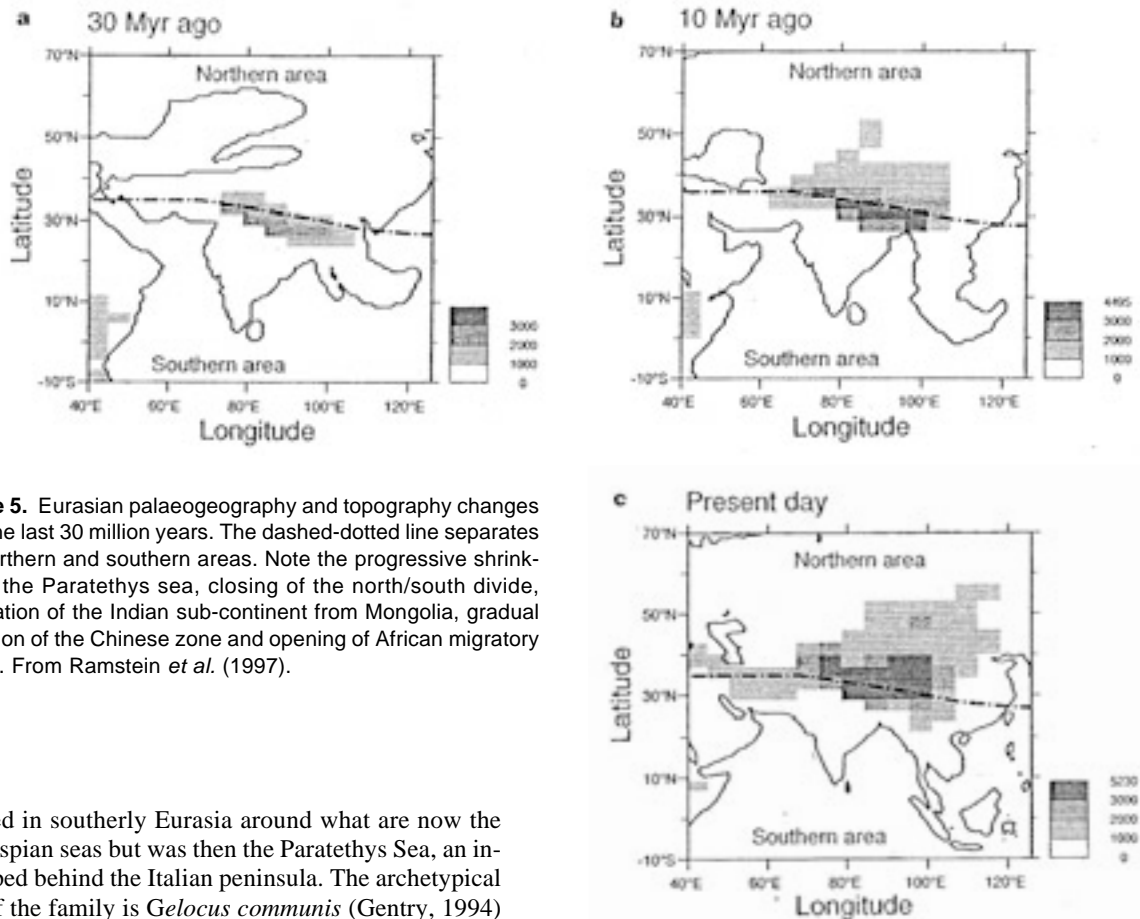 a 30 Myr ago
70°N
Northern area
50°N
30°N
10°N
-10°S
Latitude
Southern area
3000
2000
1000
0
40°E 60°E 80°E 100°E 120°E
Longitude
b 10 Myr ago
70°N
Northern area
50°N
30°N
10°N
-10°S
Latitude
Southern area
3000
2000
1000
0
40°E 60°E 80°E 100°E 120°E
Longitude
e 5. Eurasian palaeogeography and topography changes
ne last 30 million years. The dashed-dotted line separates
orthern and southern areas. Note the progressive shrink-
the Paratethys sea, closing of the north/south divide,
ation of the Indian sub-continent from Mongolia, gradual
ion of the Chinese zone and opening of African migratory
. From Ramstein et al. (1997).
c Present day
70°N
Northern area
50°N
30°N
10°N
-10°S
Latitude
Southern area
3000
2000
1000
0
40°E 60°E 80°E 100°E 120°E
Longitude
ed in southerly Eurasia around what are now the
spian seas but was then the Paratethys Sea, an in-
ped behind the Italian peninsula. The archetypical
f the family is Gelocus communis (Gentry, 1994)